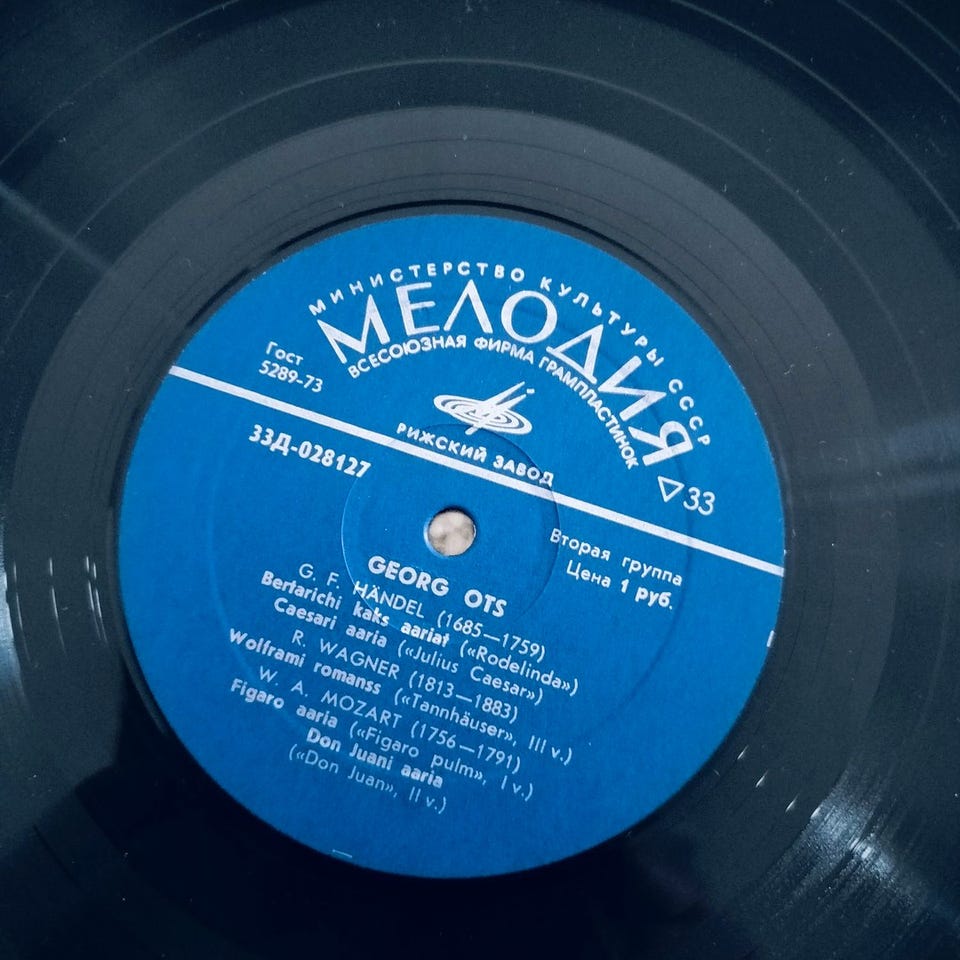 МИНИСТЕРСТВО КУЛЬТУРЫ СССР
МЕЛОДИЯ
ВСЕСОЮЗНАЯ ФИРМА ГРАМПЛАСТИНОК
Гост
5289-73
РИЖСКИЙ ЗАВОД
▽33
33Д-028127
Вторая группа
Цена 1 руб.
GEORG OTS
G. F. HÄNDEL (1685—1759)
Bertarichi kaks aariat («Rodelinda»)
Caesari aaria («Julius Caesar»)
R. WAGNER (1813—1883)
Wolframi romanss («Tannhäuser», III v.)
W. A. MOZART (1756—1791)
Figaro aaria («Figaro pulm», I v.)
Don Juani aaria
(«Don Juan», II v.)